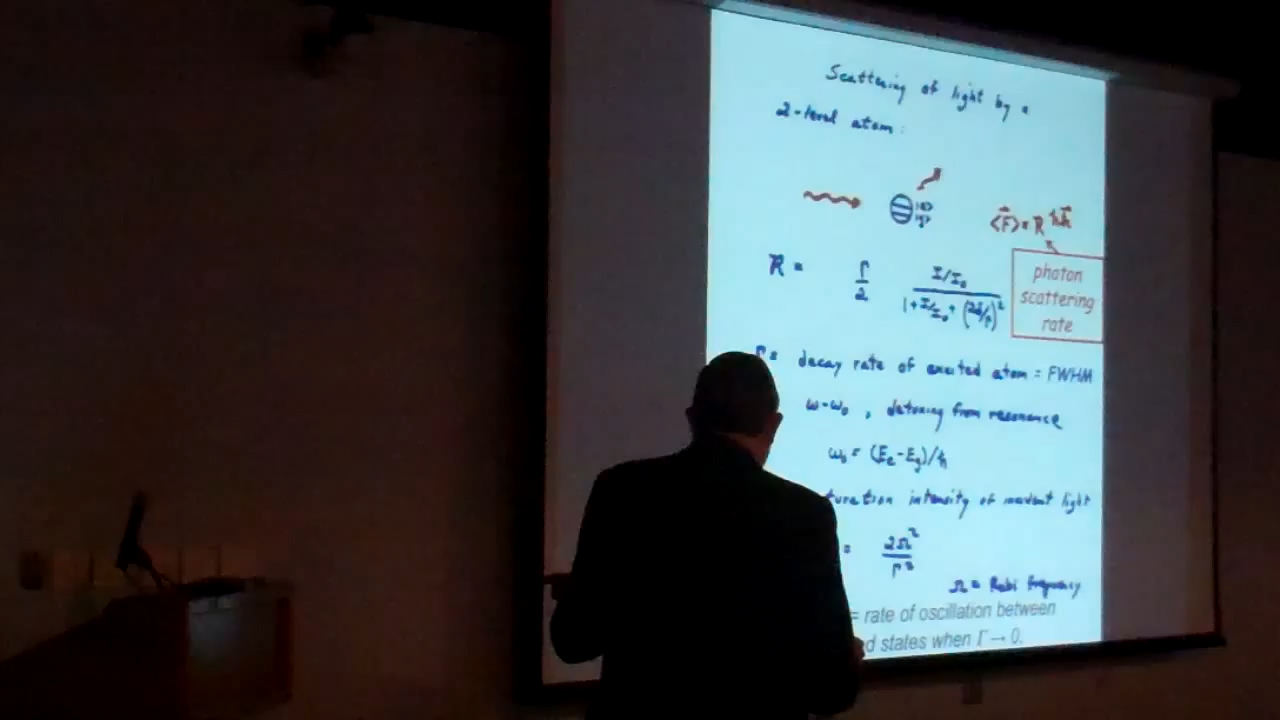 Scattering of light by a
2-level atom:
|e>
|g>
<F⃗> = R ħk⃗
photon
scattering
rate
R = Γ/2 (I/I₀)/(1 + I/I₀ + (2δ/Γ)²)
Γ = decay rate of excited atom = FWHM
ω-ω₀, detuning from resonance
ω₀ = (Ee - Eg)/ħ
turation intensity of incident light
= 2Ω²/Γ²
Ω = Rabi frequency
= rate of oscillation between
d states when Γ → 0.